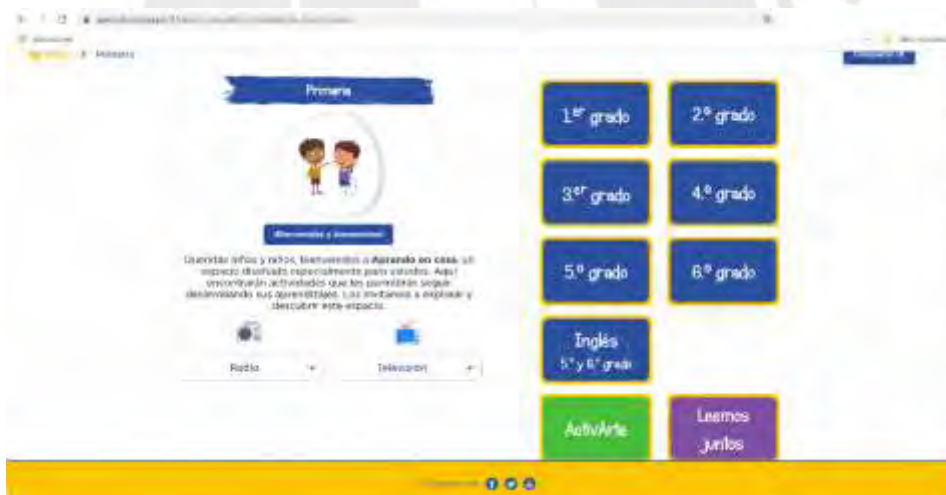 Primaria
Primaria
Queridas niñas y niños, bienvenidos a Aprendo en casa, un
espacio diseñado especialmente para ustedes. Aquí
encontrarán actividades que les permitirán seguir
desarrollando sus aprendizajes. Los invitamos a explorar y
descubrir este espacio.
Radio
Televisión
1.er grado
2.º grado
3.er grado
4.º grado
5.º grado
6.º grado
Inglés
5.º y 6.º grado
ActivArte
Leemos
juntos